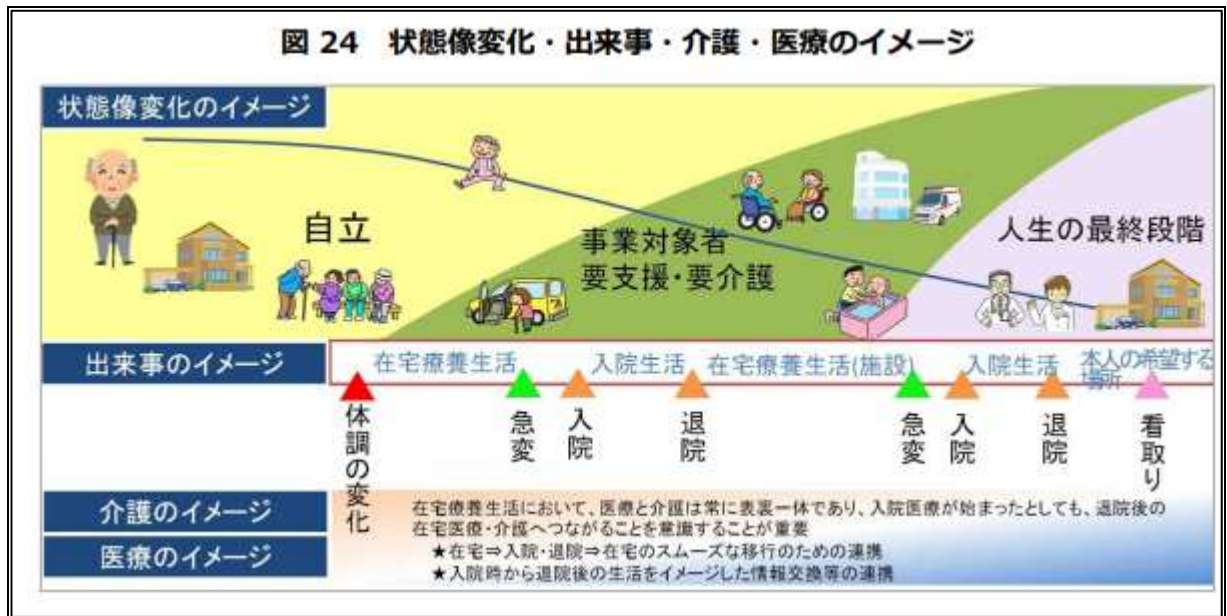 図 24 状態像変化・出来事・介護・医療のイメージ
状態像変化のイメージ
自立
事業対象者
要支援・要介護
人生の最終段階
出来事のイメージ
在宅療養生活
入院生活
在宅療養生活(施設)
入院生活
本人の希望する
場所
体調の変化
急変
入院
退院
急変
入院
退院
看取り
介護のイメージ
医療のイメージ
在宅療養生活において、医療と介護は常に表裏一体であり、入院医療が始まったとしても、退院後の
在宅医療・介護へつながることを意識することが重要
★在宅⇒入院・退院⇒在宅のスムーズな移行のための連携
★入院時から退院後の生活をイメージした情報交換等の連携